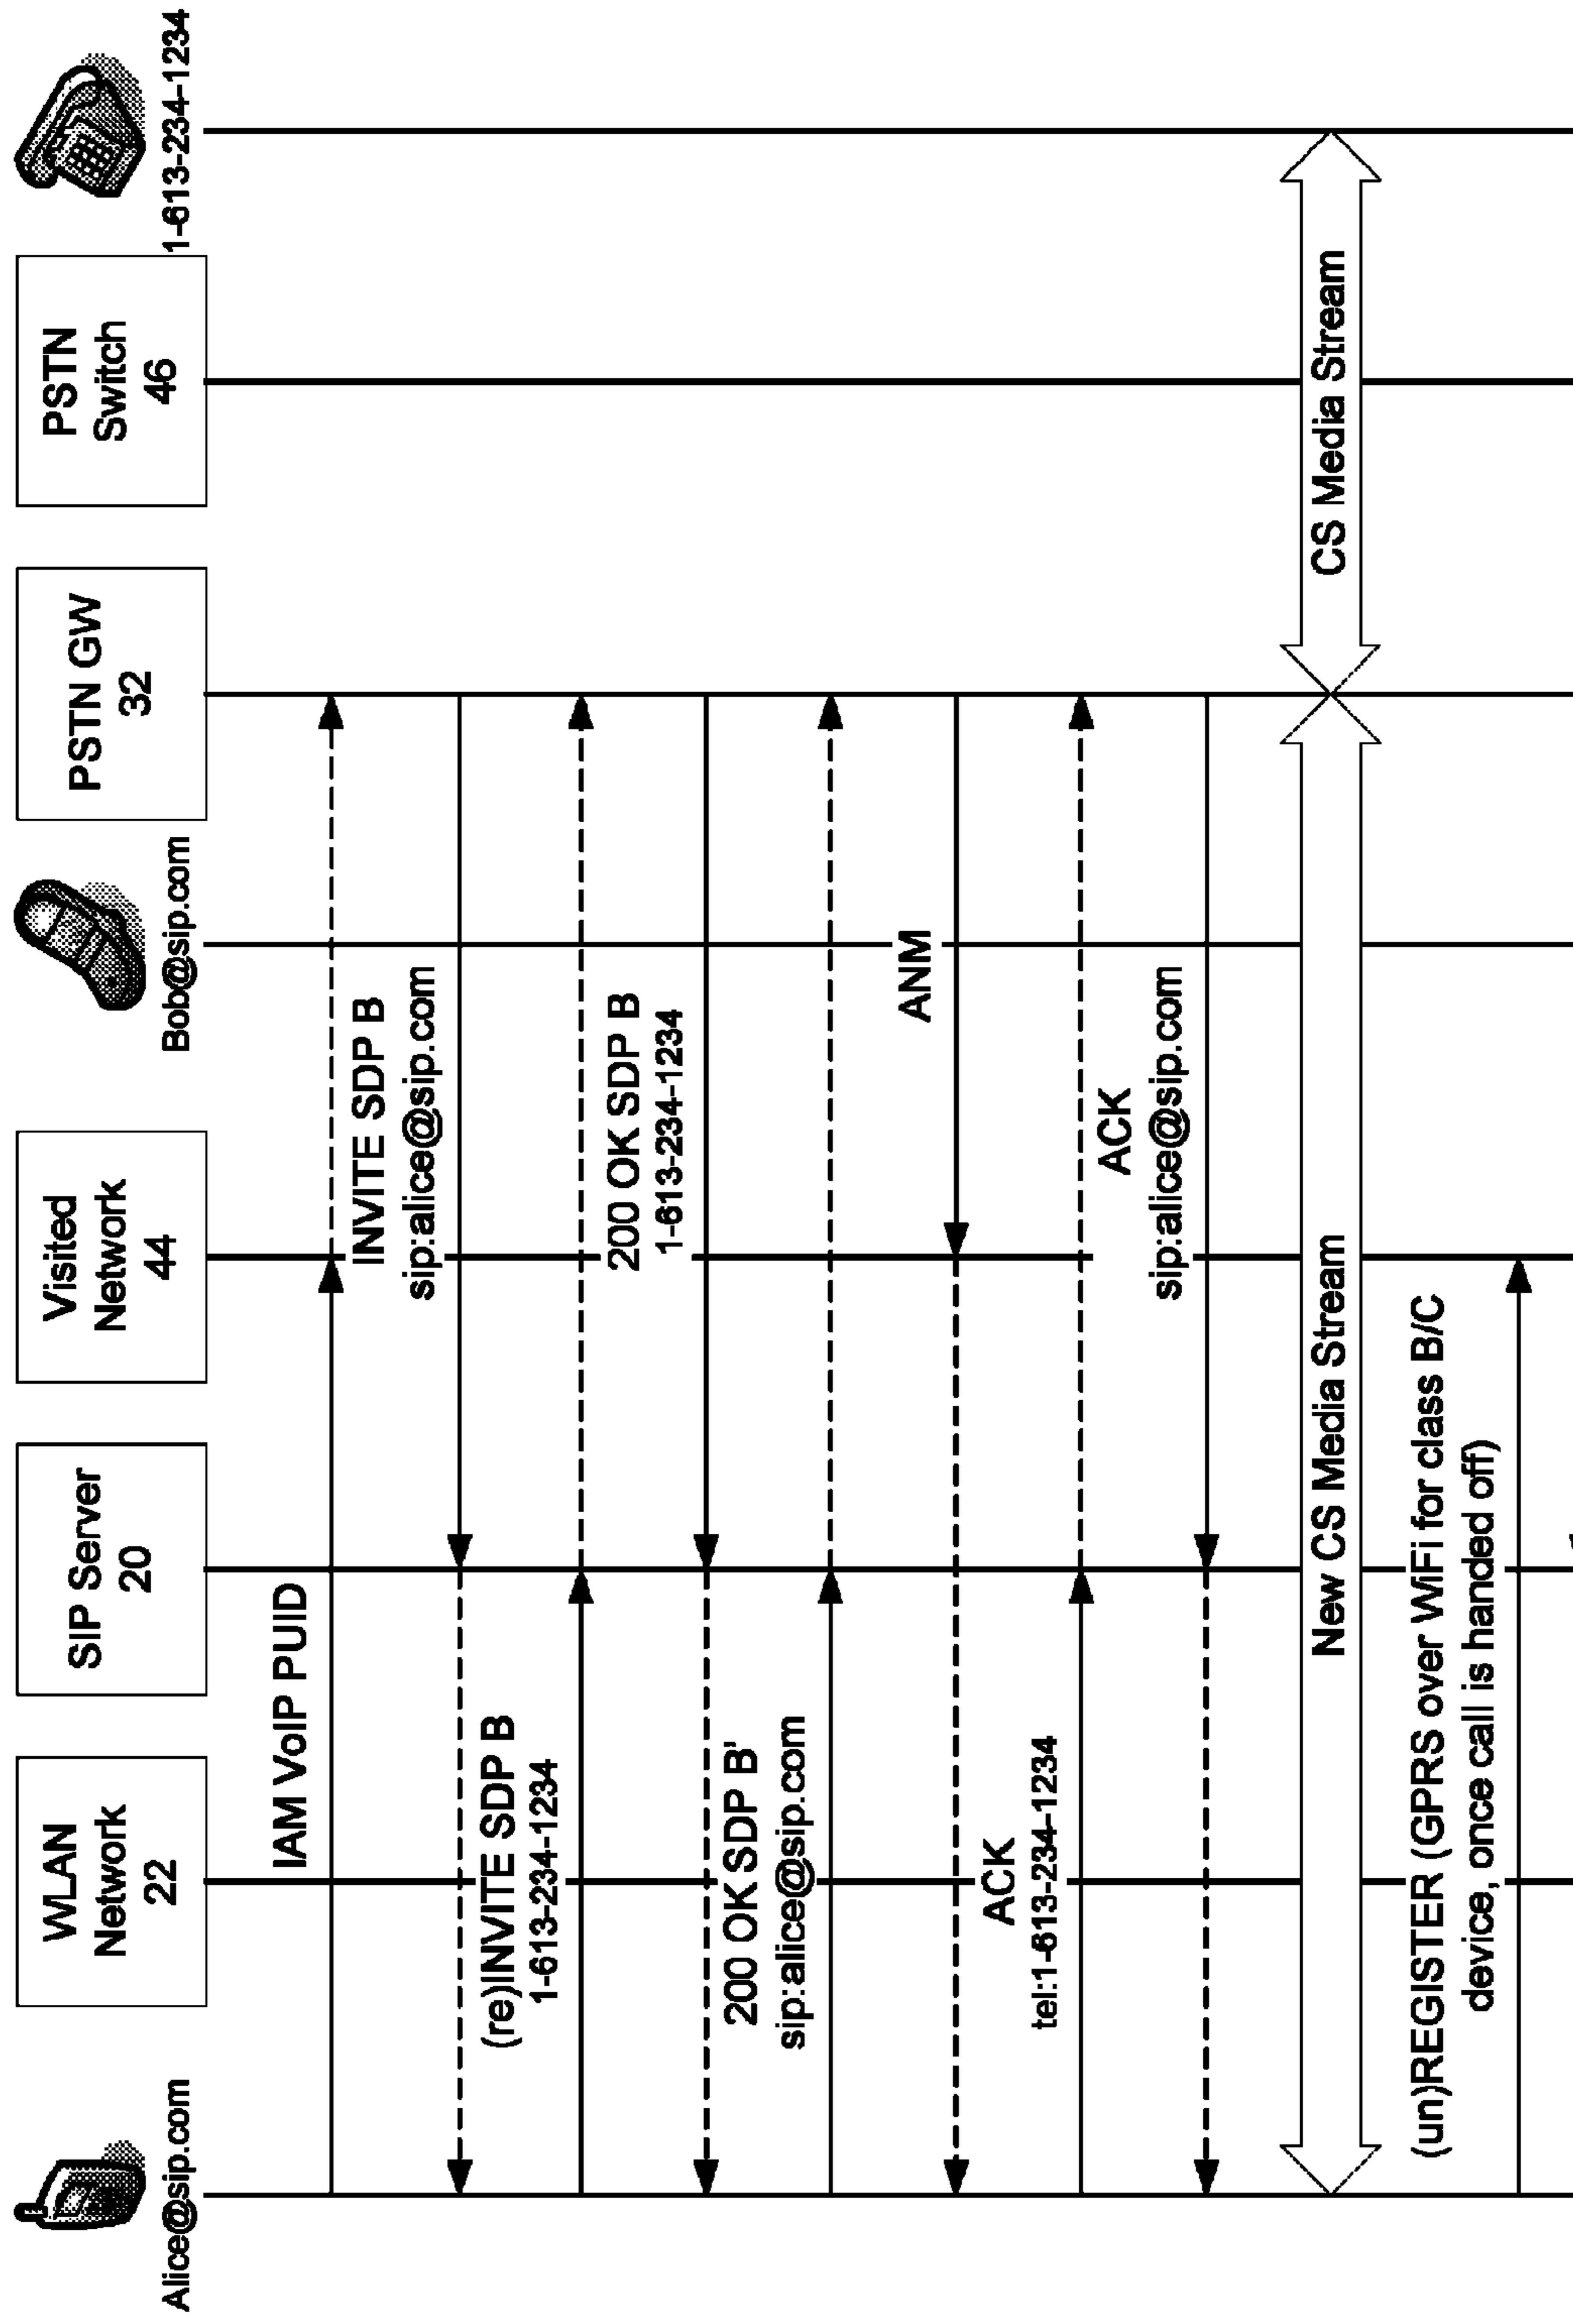 Alice@sip.com
WLAN
Network
22
SIP Server
20
Visited
Network
44
Bob@sip.com
PSTN GW
32
PSTN
Switch
46
1-613-234-1234
IAM VoIP PUID
INVITE SDP B
sip:alice@sip.com
(re)INVITE SDP B
1-613-234-1234
200 OK SDP B
1-613-234-1234
200 OK SDP B'
sip:alice@sip.com
ANM
ACK
tel:1-613-234-1234
ACK
sip:alice@sip.com
New CS Media Stream
CS Media Stream
(un)REGISTER (GPRS over WiFi for class B/C
device, once call is handed off)